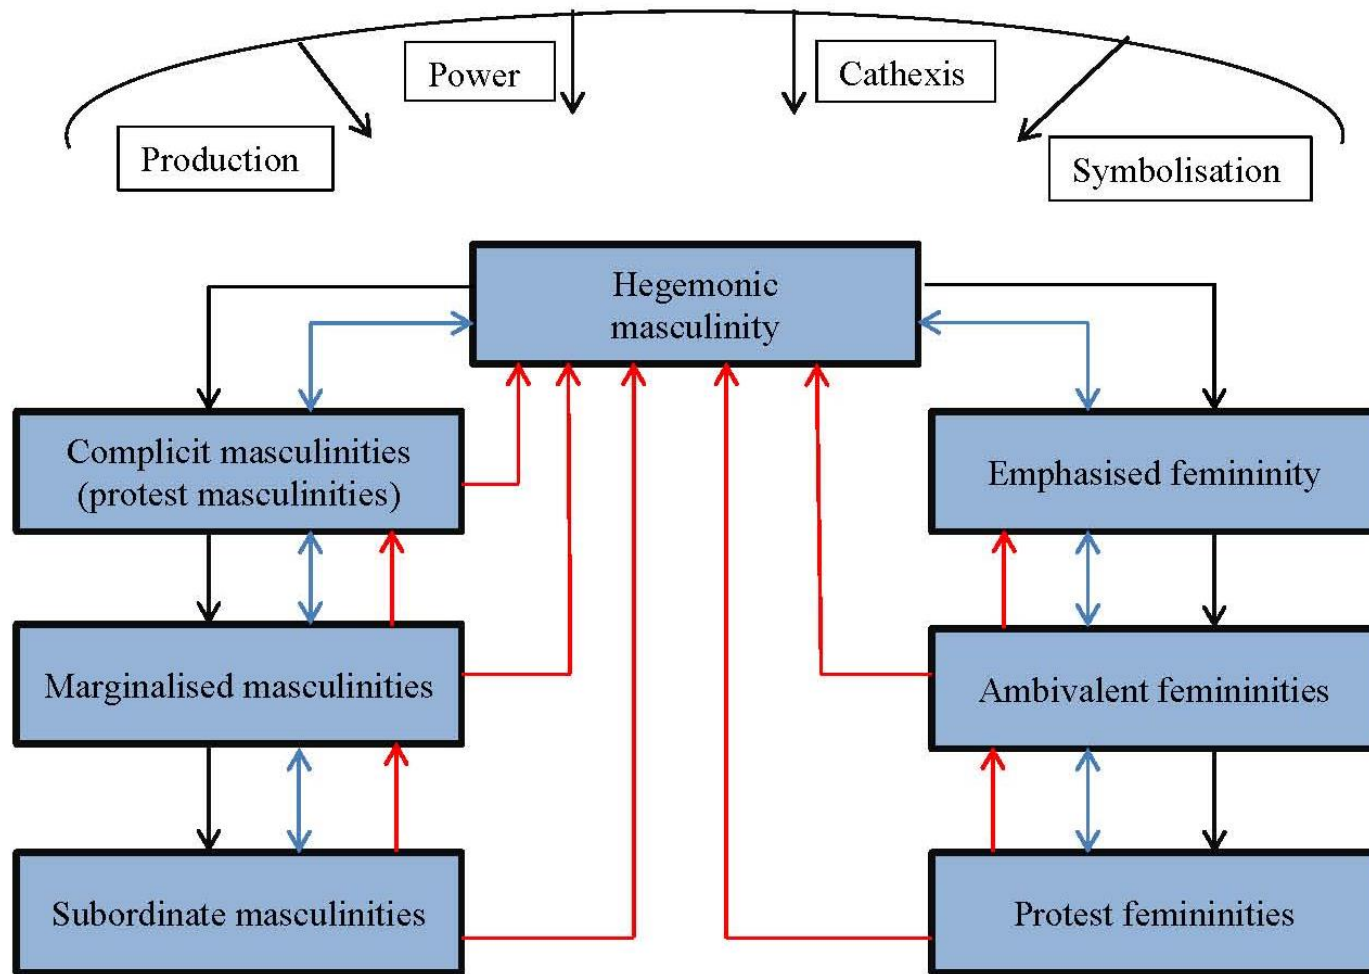 Power
Cathexis
Production
Symbolisation
Hegemonic
masculinity
Complicit masculinities
(protest masculinities)
Emphasised femininity
Marginalised masculinities
Ambivalent femininities
Subordinate masculinities
Protest femininities